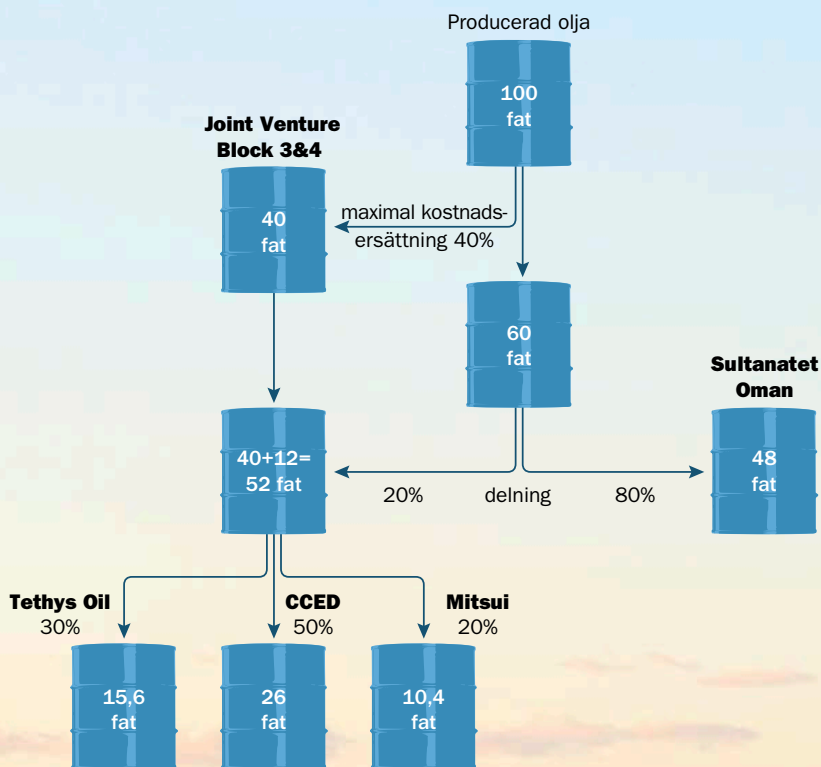 Producerad olja
100
fat
Joint Venture
Block 3&4
40
fat
maximal kostnads-
ersättning 40%
60
fat
Sultanatet
Oman
40+12=
52 fat
20%
delning
80%
48
fat
Tethys Oil
30%
CCED
50%
Mitsui
20%
15,6
fat
26
fat
10,4
fat